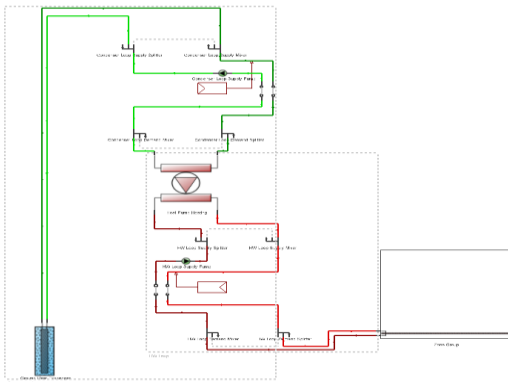 Condenser Loop Supply Splitter
Condenser Loop Supply Mixer
Condenser Loop Supply Pump
Condenser Loop Demand Mixer
Condenser Loop Demand Splitter
Heat Pump Heating
HW Loop Supply Splitter
HW Loop Supply Mixer
HW Loop Supply Pump
HW Loop Demand Mixer
HW Loop Demand Splitter
Zone Group